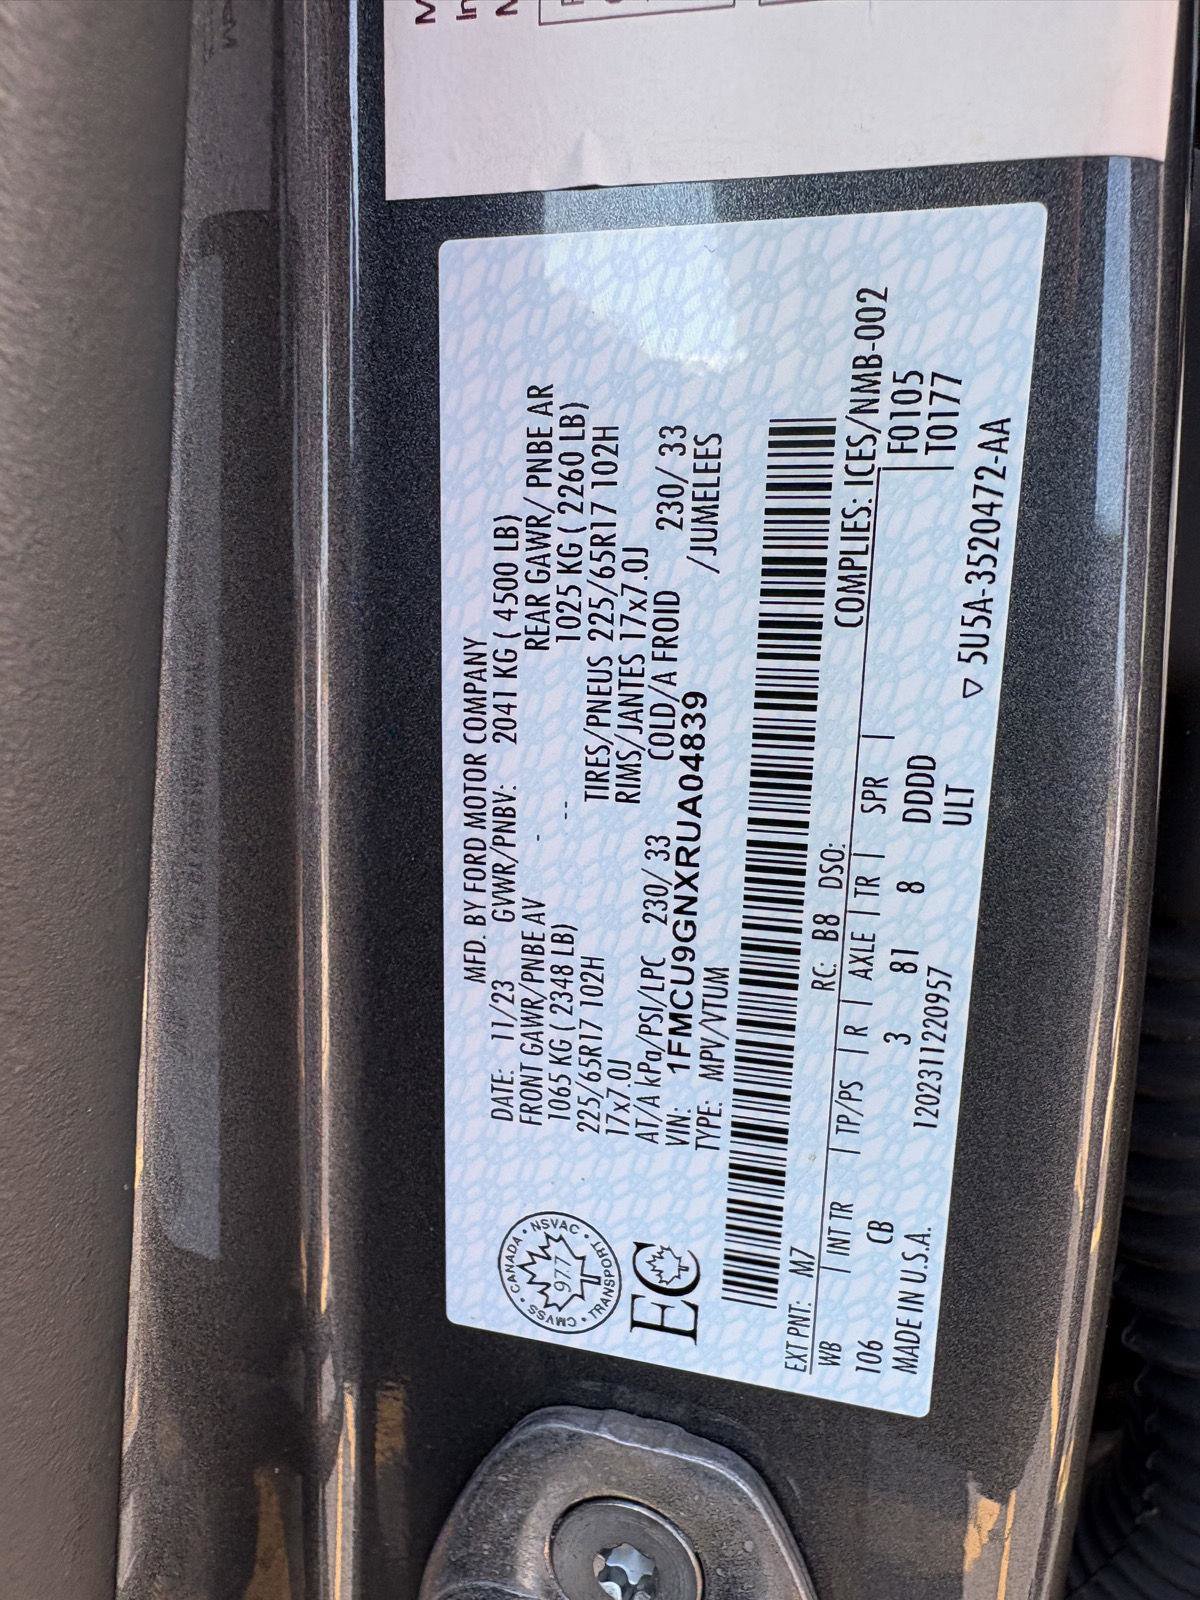 MFD. BY FORD MOTOR COMPANY
DATE: 11/23 GVWR/PNBV: 2041 KG ( 4500 LB)
FRONT GAWR/PNBE AV - REAR GAWR/ PNBE AR
1065 KG ( 2348 LB) -- 1025 KG ( 2260 LB)
225/65R17 102H TIRES/PNEUS 225/65R17 102H
17x7.0J RIMS/JANTES 17x7.0J
AT/A kPa/PSI/LPC 230/ 33 COLD/A FROID 230/ 33
VIN: 1FMCU9GNXRUA04839 /JUMELEES
TYPE: MPV/VTUM
CANADA • NSVAC • TRANSPORT • CMVSS
977
EC
EXT PNT: M7 RC: B8 DSO: COMPLIES: ICES/NMB-002
WB | INT TR | TP/PS | R | AXLE | TR | SPR | F0105
106 CB 3 81 8 DDDD T0177
MADE IN U.S.A. 1202311220957 ULT
▽ 5U5A-3520472-AA